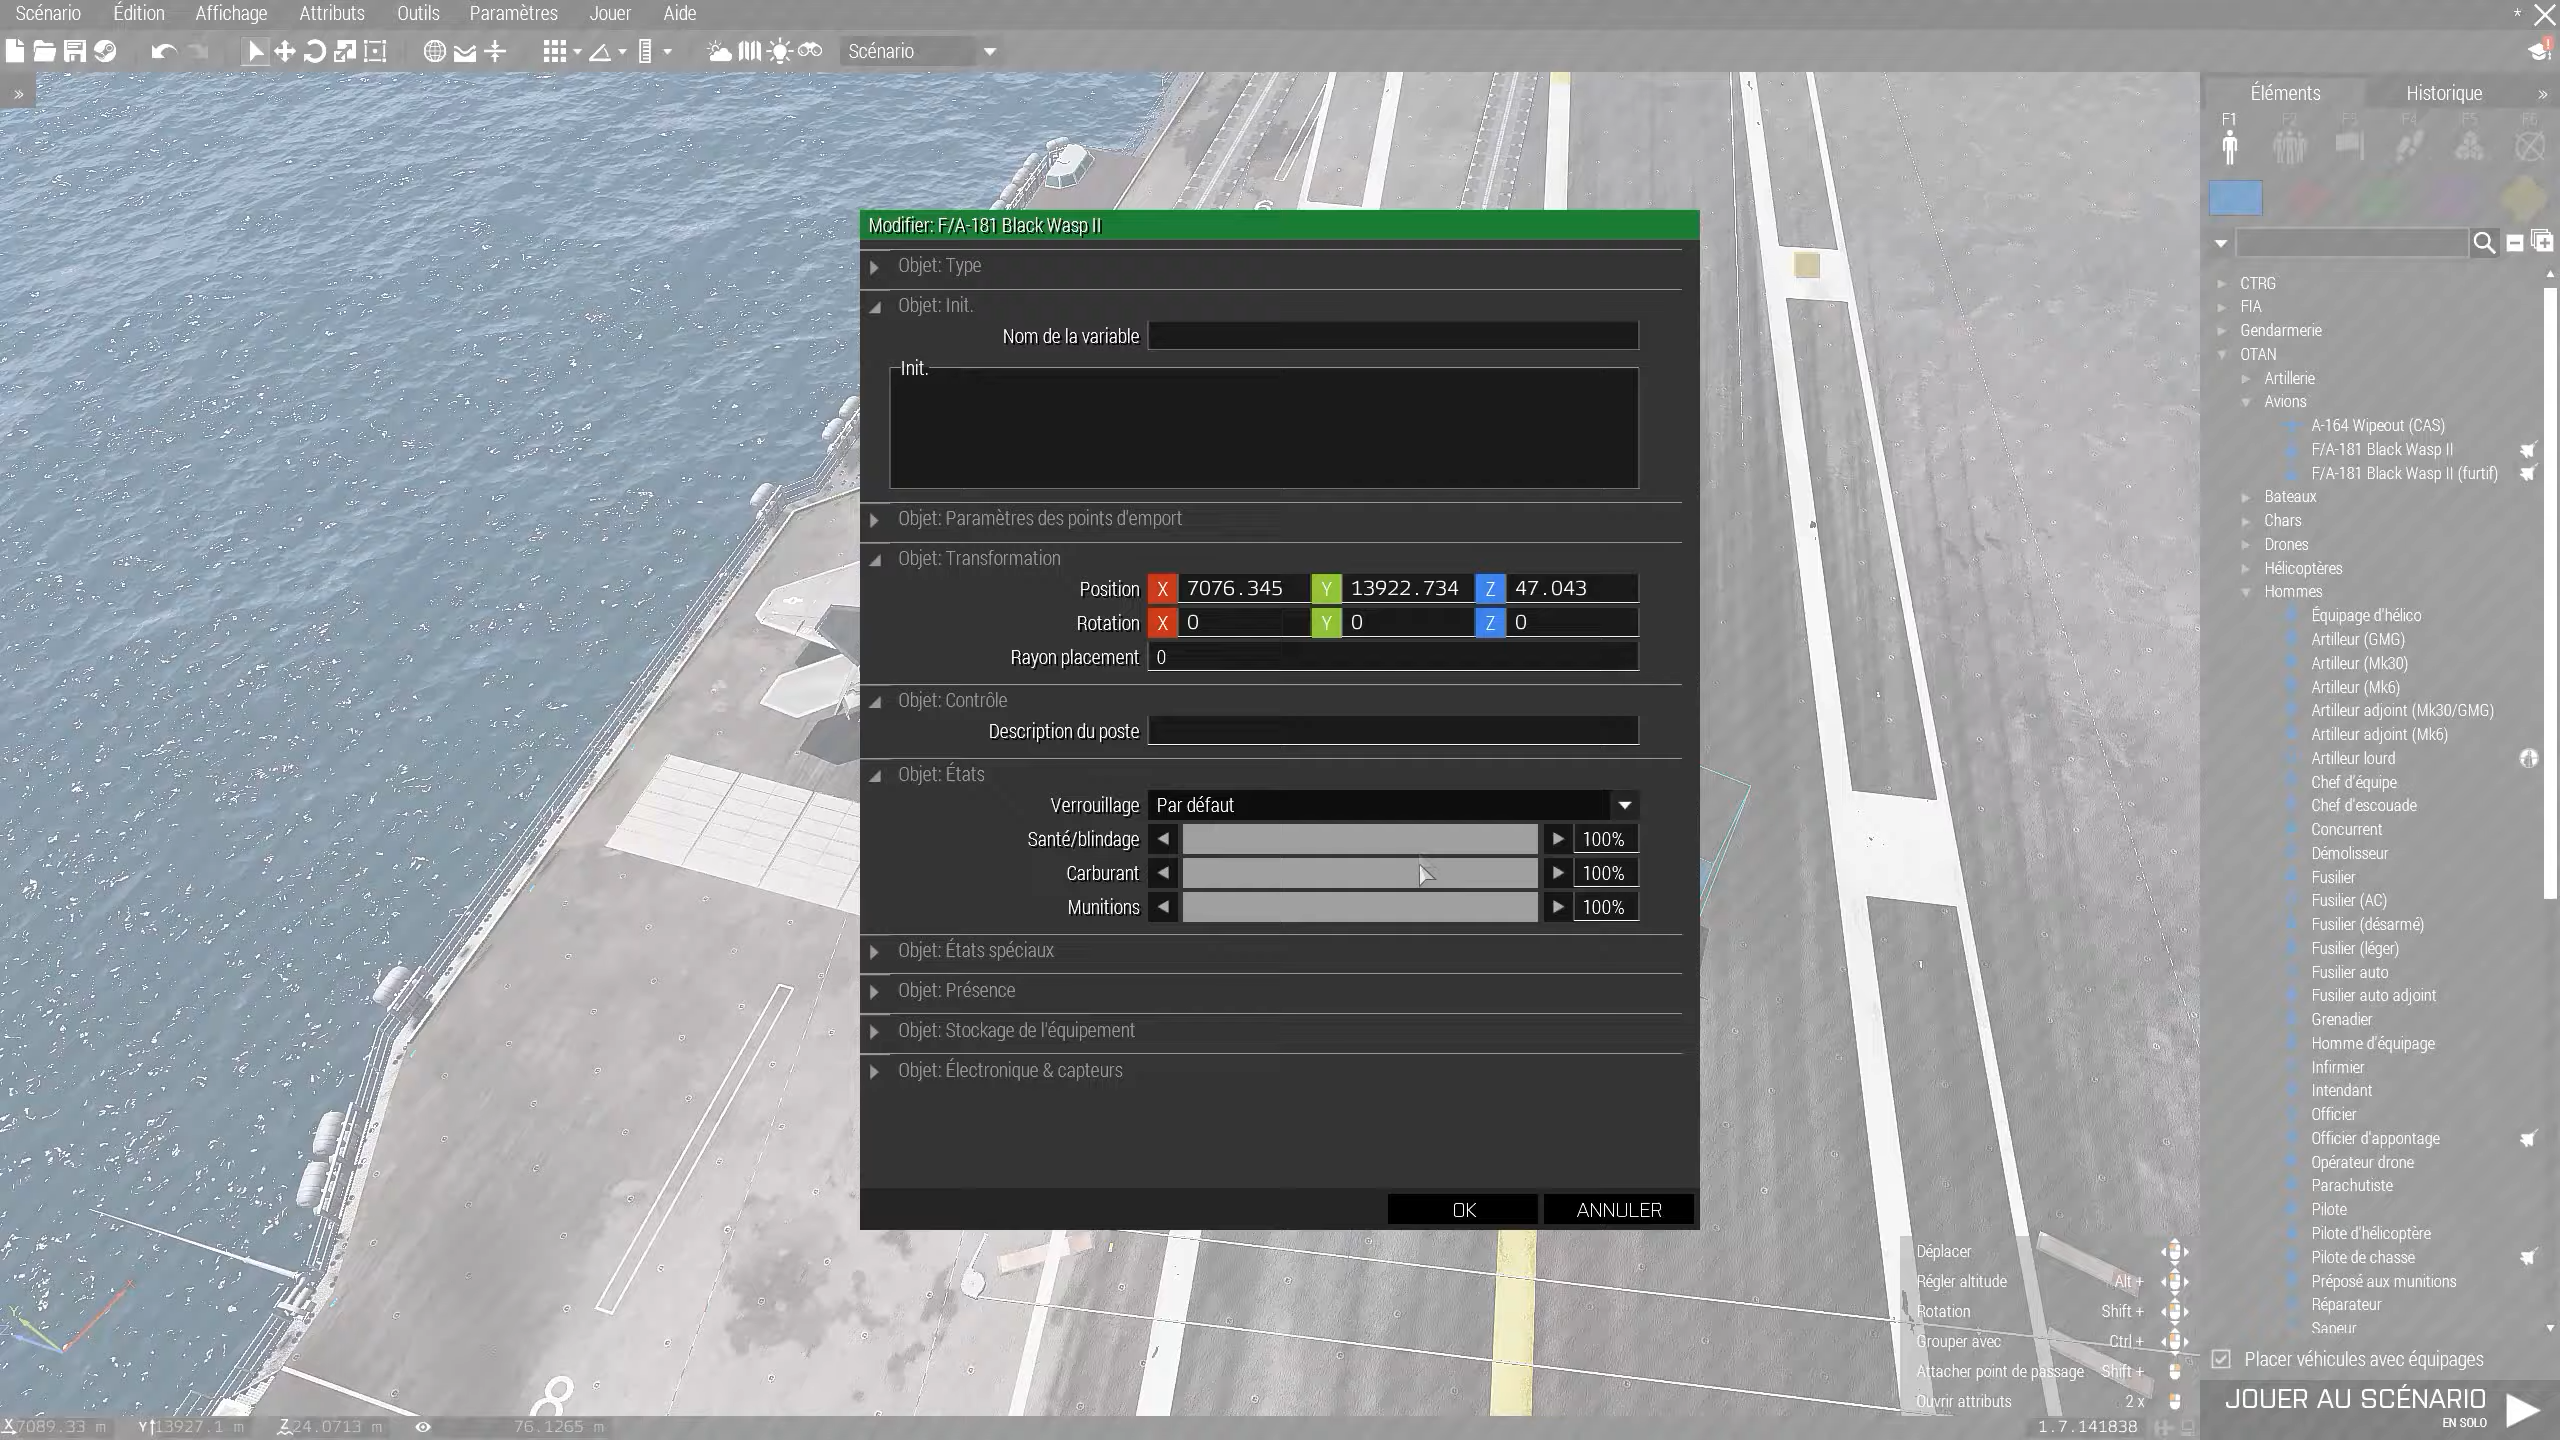 Scénario Édition Affichage Attributs Outils Paramètres Jouer Aide
*
Scénario
»
Éléments Historique »
F1 F2 F3 F4 F5 F6
CTRG
FIA
Gendarmerie
OTAN
Artillerie
Avions
A-164 Wipeout (CAS)
F/A-181 Black Wasp II
F/A-181 Black Wasp II (furtif)
Bateaux
Chars
Drones
Hélicoptères
Hommes
Équipage d'hélico
Artilleur (GMG)
Artilleur (Mk30)
Artilleur (Mk6)
Artilleur adjoint (Mk30/GMG)
Artilleur adjoint (Mk6)
Artilleur lourd
Chef d'équipe
Chef d'escouade
Concurrent
Démolisseur
Fusilier
Fusilier (AC)
Fusilier (désarmé)
Fusilier (léger)
Fusilier auto
Fusilier auto adjoint
Grenadier
Homme d'équipage
Infirmier
Intendant
Officier
Officier d'appontage
Opérateur drone
Parachutiste
Pilote
Pilote d'hélicoptère
Pilote de chasse
Préposé aux munitions
Réparateur
Sapeur
Placer véhicules avec équipages
JOUER AU SCÉNARIO
EN SOLO
Modifier: F/A-181 Black Wasp II
Objet: Type
Objet: Init.
Nom de la variable
Init.
Objet: Paramètres des points d'emport
Objet: Transformation
Position X 7076.345 Y 13922.734 Z 47.043
Rotation X 0 Y 0 Z 0
Rayon placement 0
Objet: Contrôle
Description du poste
Objet: États
Verrouillage Par défaut
Santé/blindage 100%
Carburant 100%
Munitions 100%
Objet: États spéciaux
Objet: Présence
Objet: Stockage de l'équipement
Objet: Électronique & capteurs
OK ANNULER
Déplacer
Régler altitude Alt +
Rotation Shift +
Grouper avec Ctrl +
Attacher point de passage Shift +
Ouvrir attributs 2 x
8
Y
X 7089.33 m Y 13927.1 m Z 24.0713 m 76.1265 m 1.7.141838